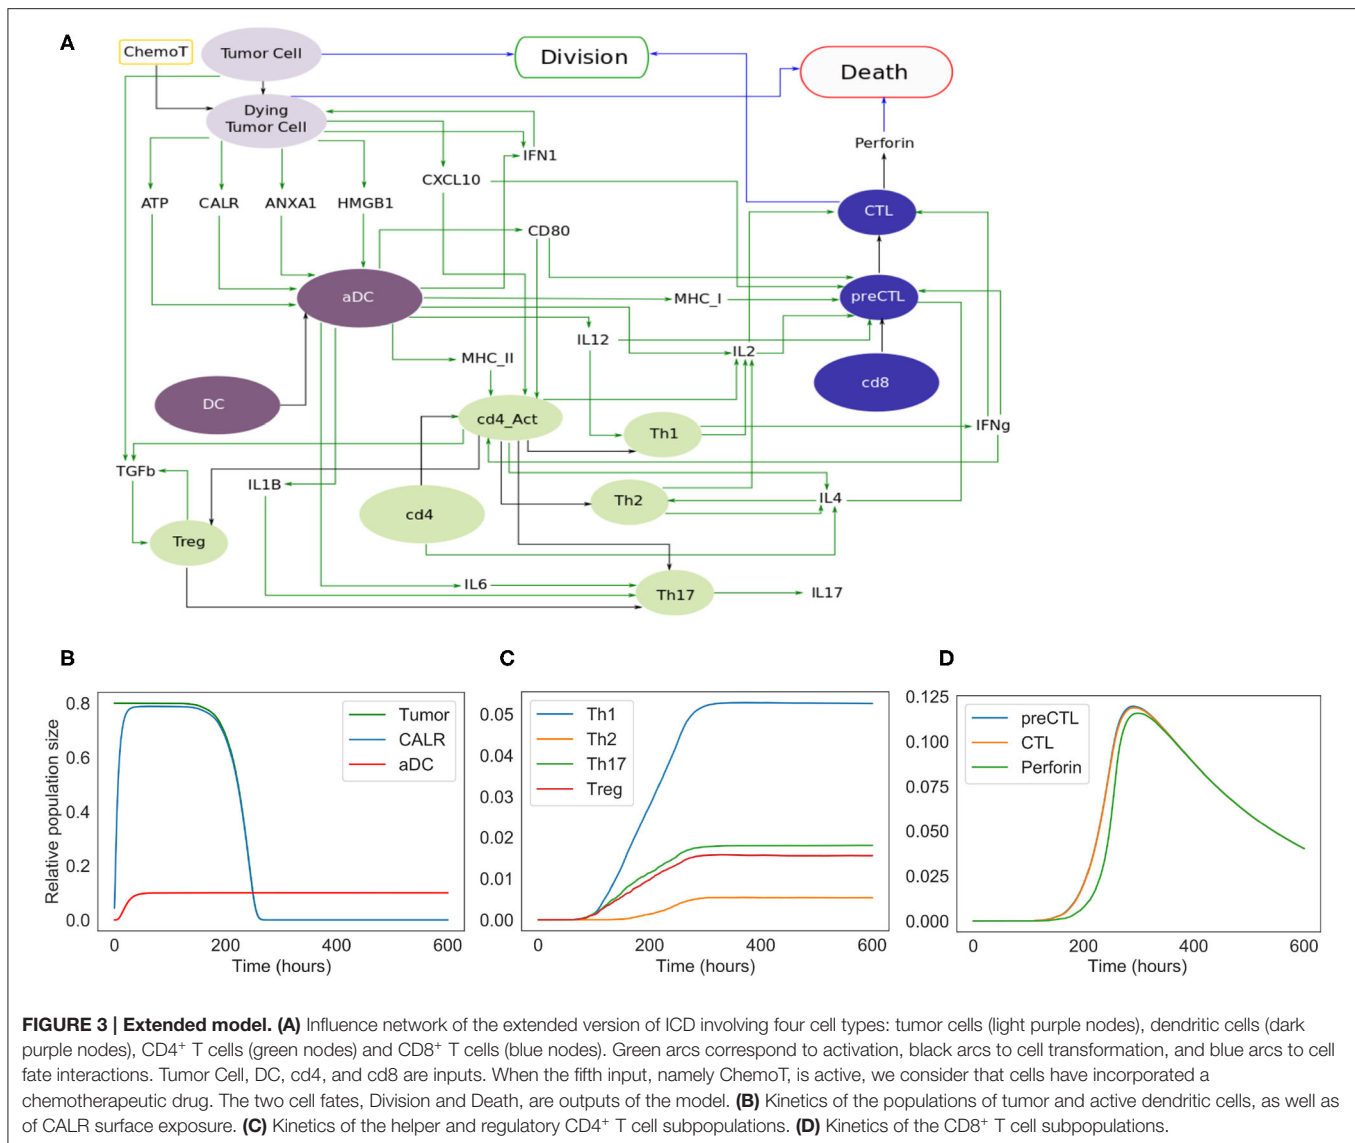 A
ChemoT
Tumor Cell
Division
Death
Dying
Tumor Cell
Perforin
IFN1
CXCL10
ATP
CALR
ANXA1
HMGB1
CTL
CD80
aDC
MHC_I
preCTL
IL12
IL2
MHC_II
cd8
DC
cd4_Act
Th1
IFNg
TGFb
IL1B
Th2
IL4
cd4
Treg
IL6
Th17
IL17
B
0.8
0.6
0.4
0.2
0.0
Relative population size
Tumor
CALR
aDC
0
200
400
600
Time (hours)
C
0.05
0.04
0.03
0.02
0.01
0.00
Th1
Th2
Th17
Treg
0
200
400
600
Time (hours)
D
0.125
0.100
0.075
0.050
0.025
0.000
preCTL
CTL
Perforin
0
200
400
600
Time (hours)
FIGURE 3 | Extended model. (A) Influence network of the extended version of ICD involving four cell types: tumor cells (light purple nodes), dendritic cells (dark
purple nodes), CD4⁺ T cells (green nodes) and CD8⁺ T cells (blue nodes). Green arcs correspond to activation, black arcs to cell transformation, and blue arcs to cell
fate interactions. Tumor Cell, DC, cd4, and cd8 are inputs. When the fifth input, namely ChemoT, is active, we consider that cells have incorporated a
chemotherapeutic drug. The two cell fates, Division and Death, are outputs of the model. (B) Kinetics of the populations of tumor and active dendritic cells, as well as
of CALR surface exposure. (C) Kinetics of the helper and regulatory CD4⁺ T cell subpopulations. (D) Kinetics of the CD8⁺ T cell subpopulations.